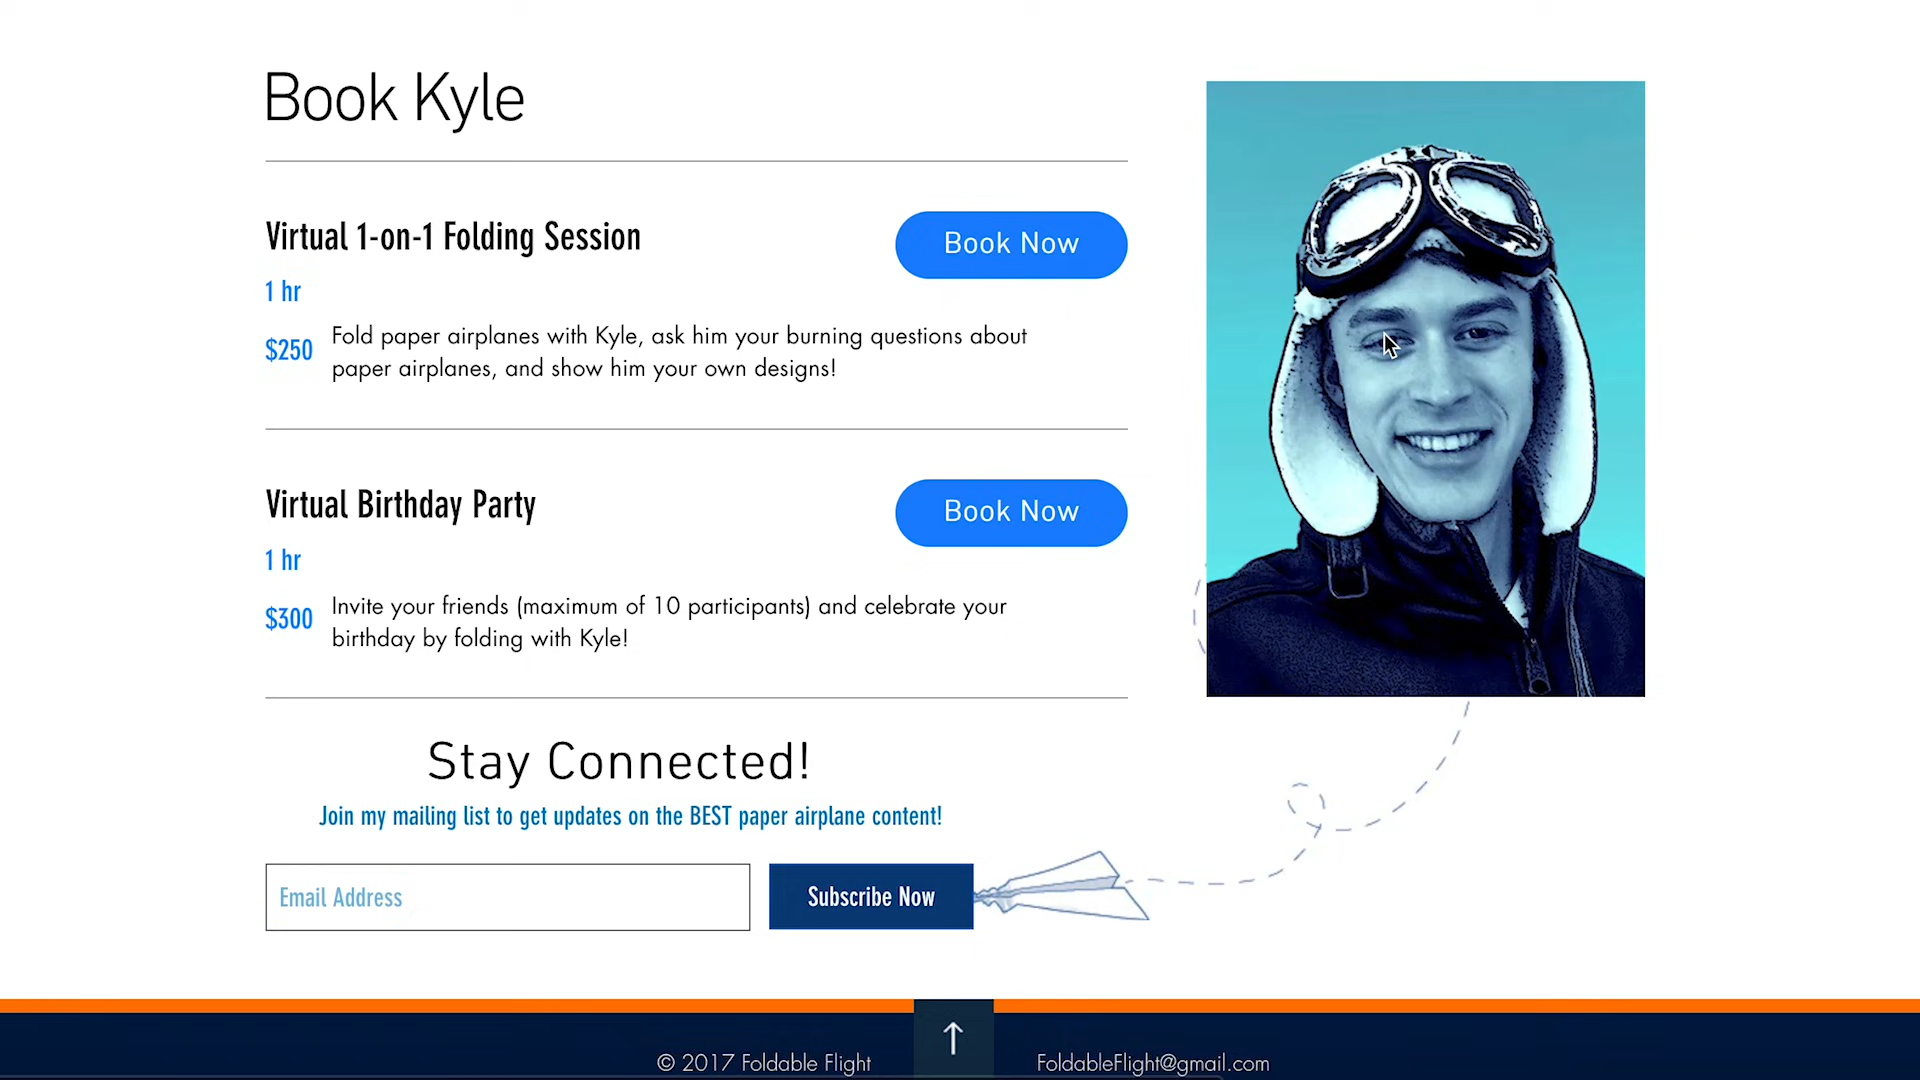 Book Kyle
Virtual 1-on-1 Folding Session
Book Now
1 hr
$250
Fold paper airplanes with Kyle, ask him your burning questions about
paper airplanes, and show him your own designs!
Virtual Birthday Party
Book Now
1 hr
$300
Invite your friends (maximum of 10 participants) and celebrate your
birthday by folding with Kyle!
Stay Connected!
Join my mailing list to get updates on the BEST paper airplane content!
Email Address
Subscribe Now
© 2017 Foldable Flight
FoldableFlight@gmail.com